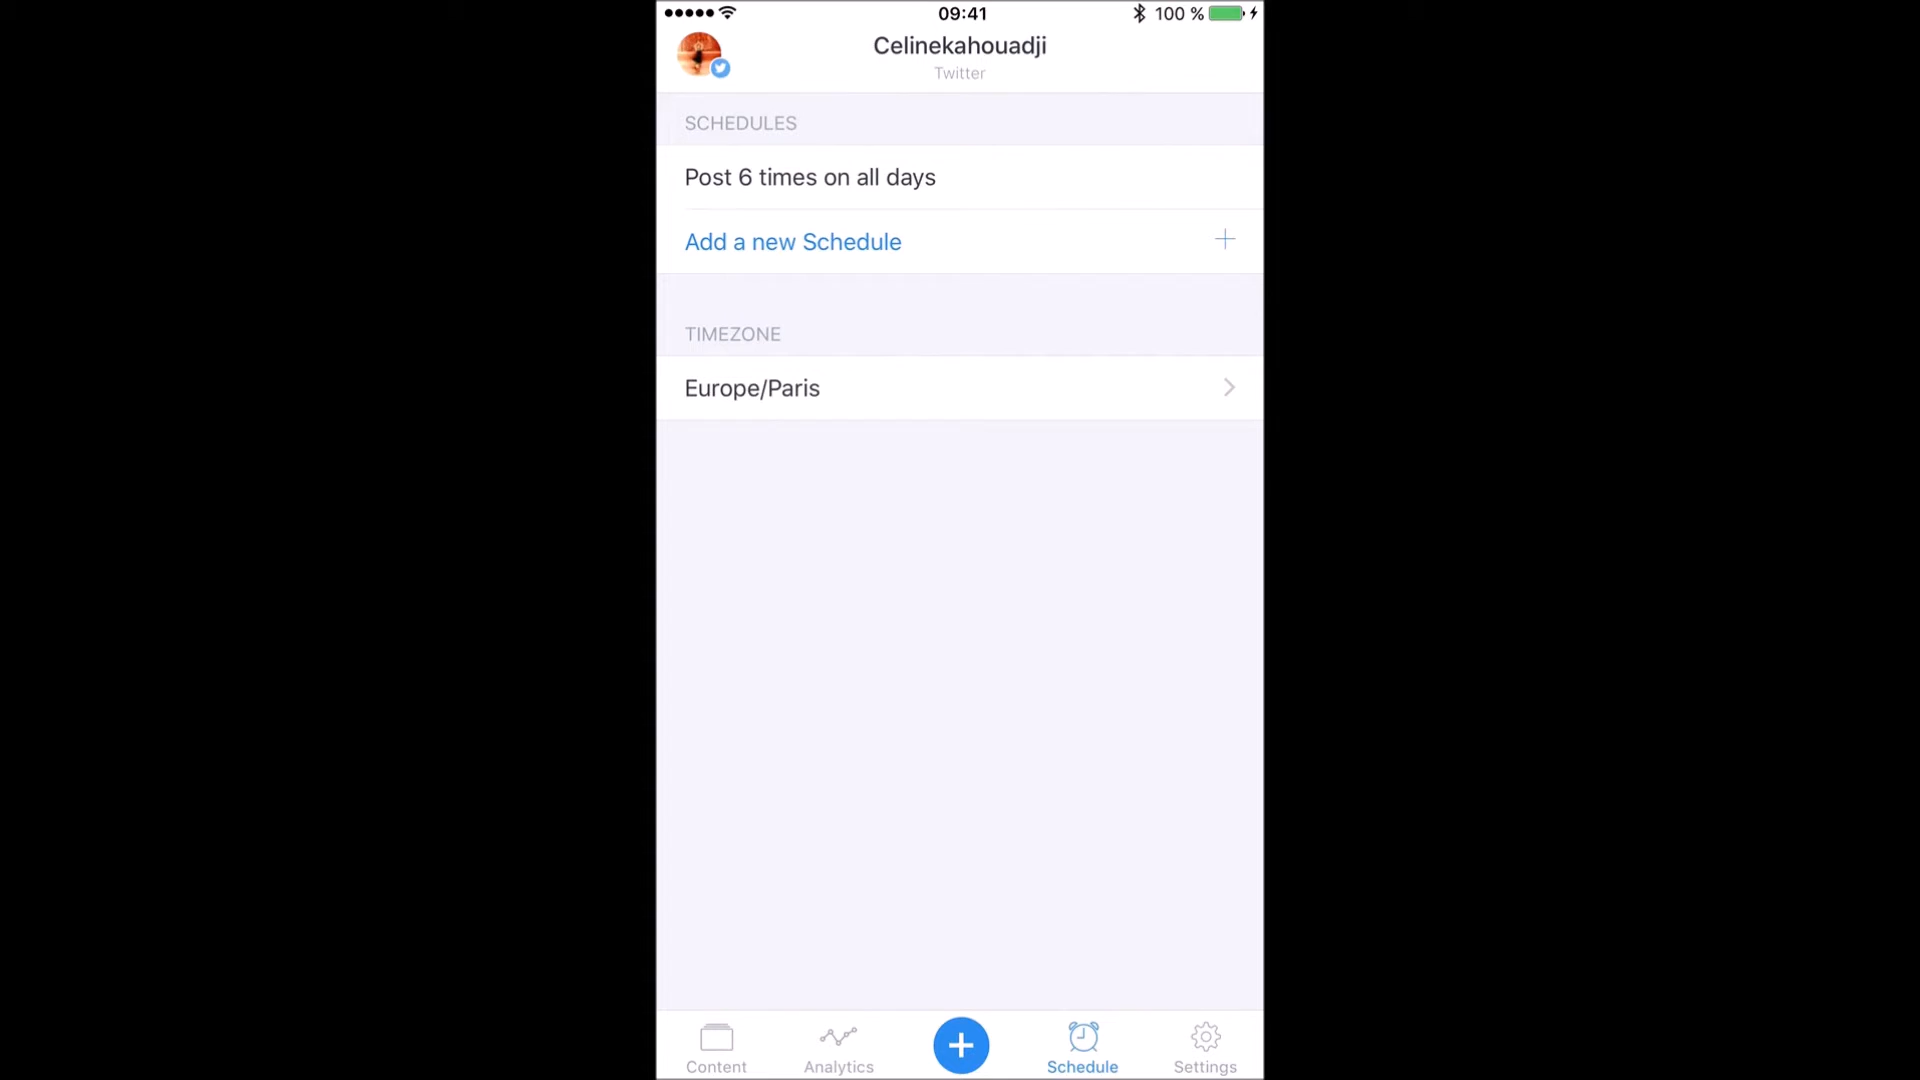 09:41
100 %
Celinekahouadji
Twitter
SCHEDULES
Post 6 times on all days
Add a new Schedule
TIMEZONE
Europe/Paris
Content
Analytics
Schedule
Settings